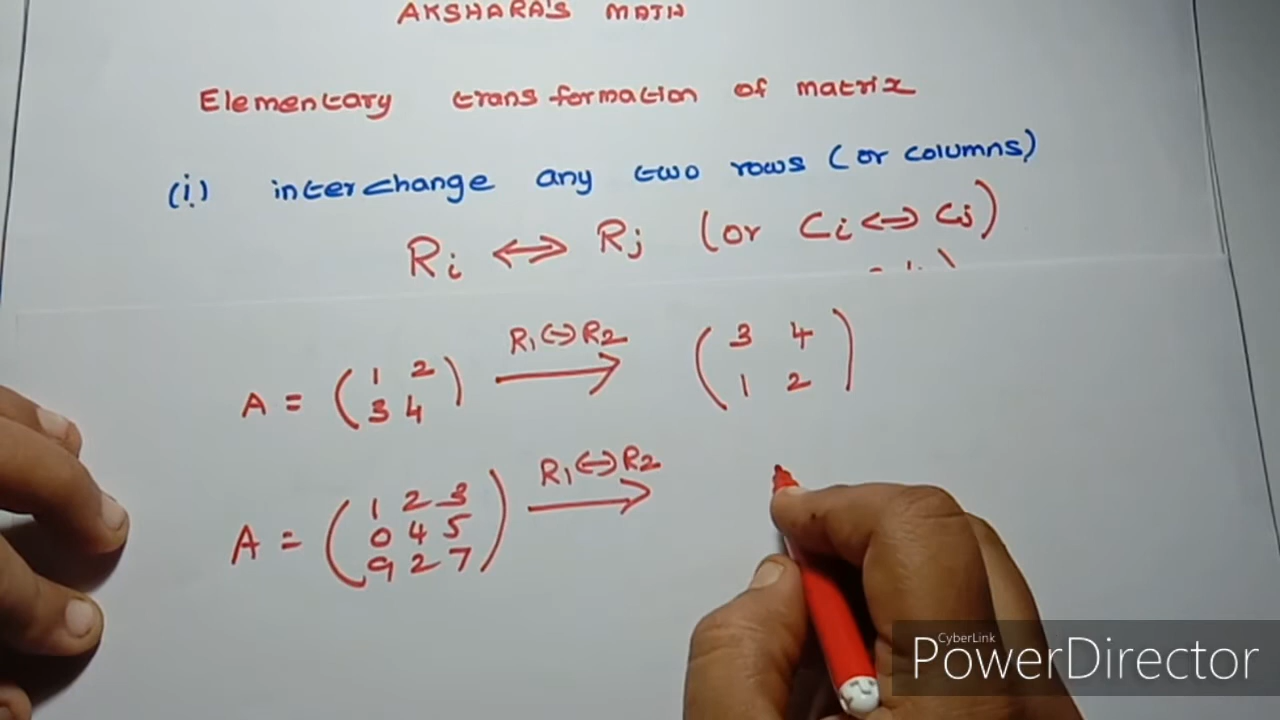 AKSHARA'S MATH
Elementary transformation of matrix
(i) interchange any two rows (or columns)
Ri ⇔ Rj (or Ci ⇔ Cj)
R1⇔R2
A = ( 1 2 ) ( 3 4 )
( 3 4 ) ( 1 2 )
R1⇔R2
A = ( 1 2 3 )
( 0 4 5 )
( 9 2 7 )
CyberLink
PowerDirector